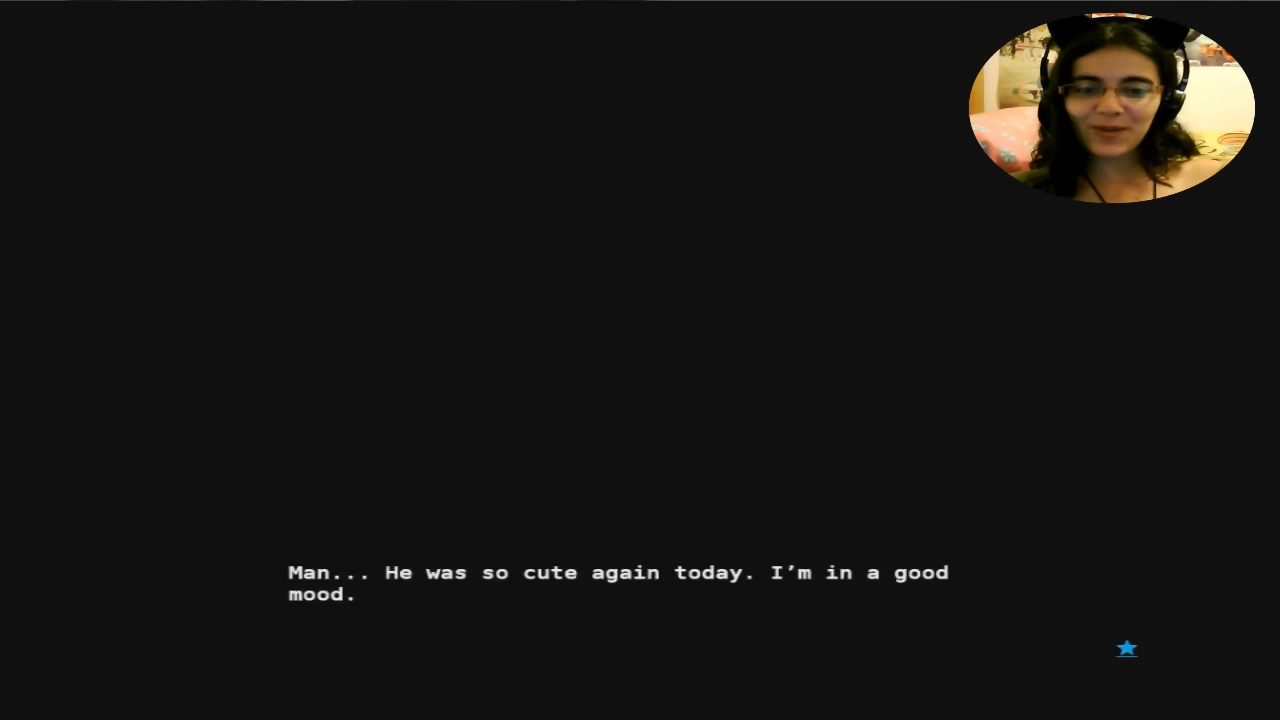 Man... He was so cute again today. I’m in a good
mood.